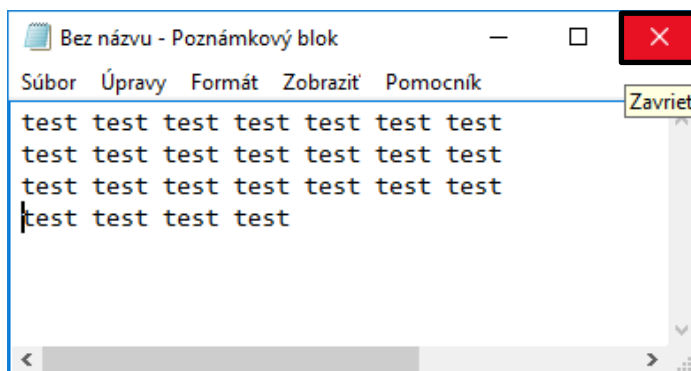 Bez názvu - Poznámkový blok
Súbor Úpravy Formát Zobraziť Pomocník
Zavrieť
test test test test test test test
test test test test test test test
test test test test test test test
test test test test